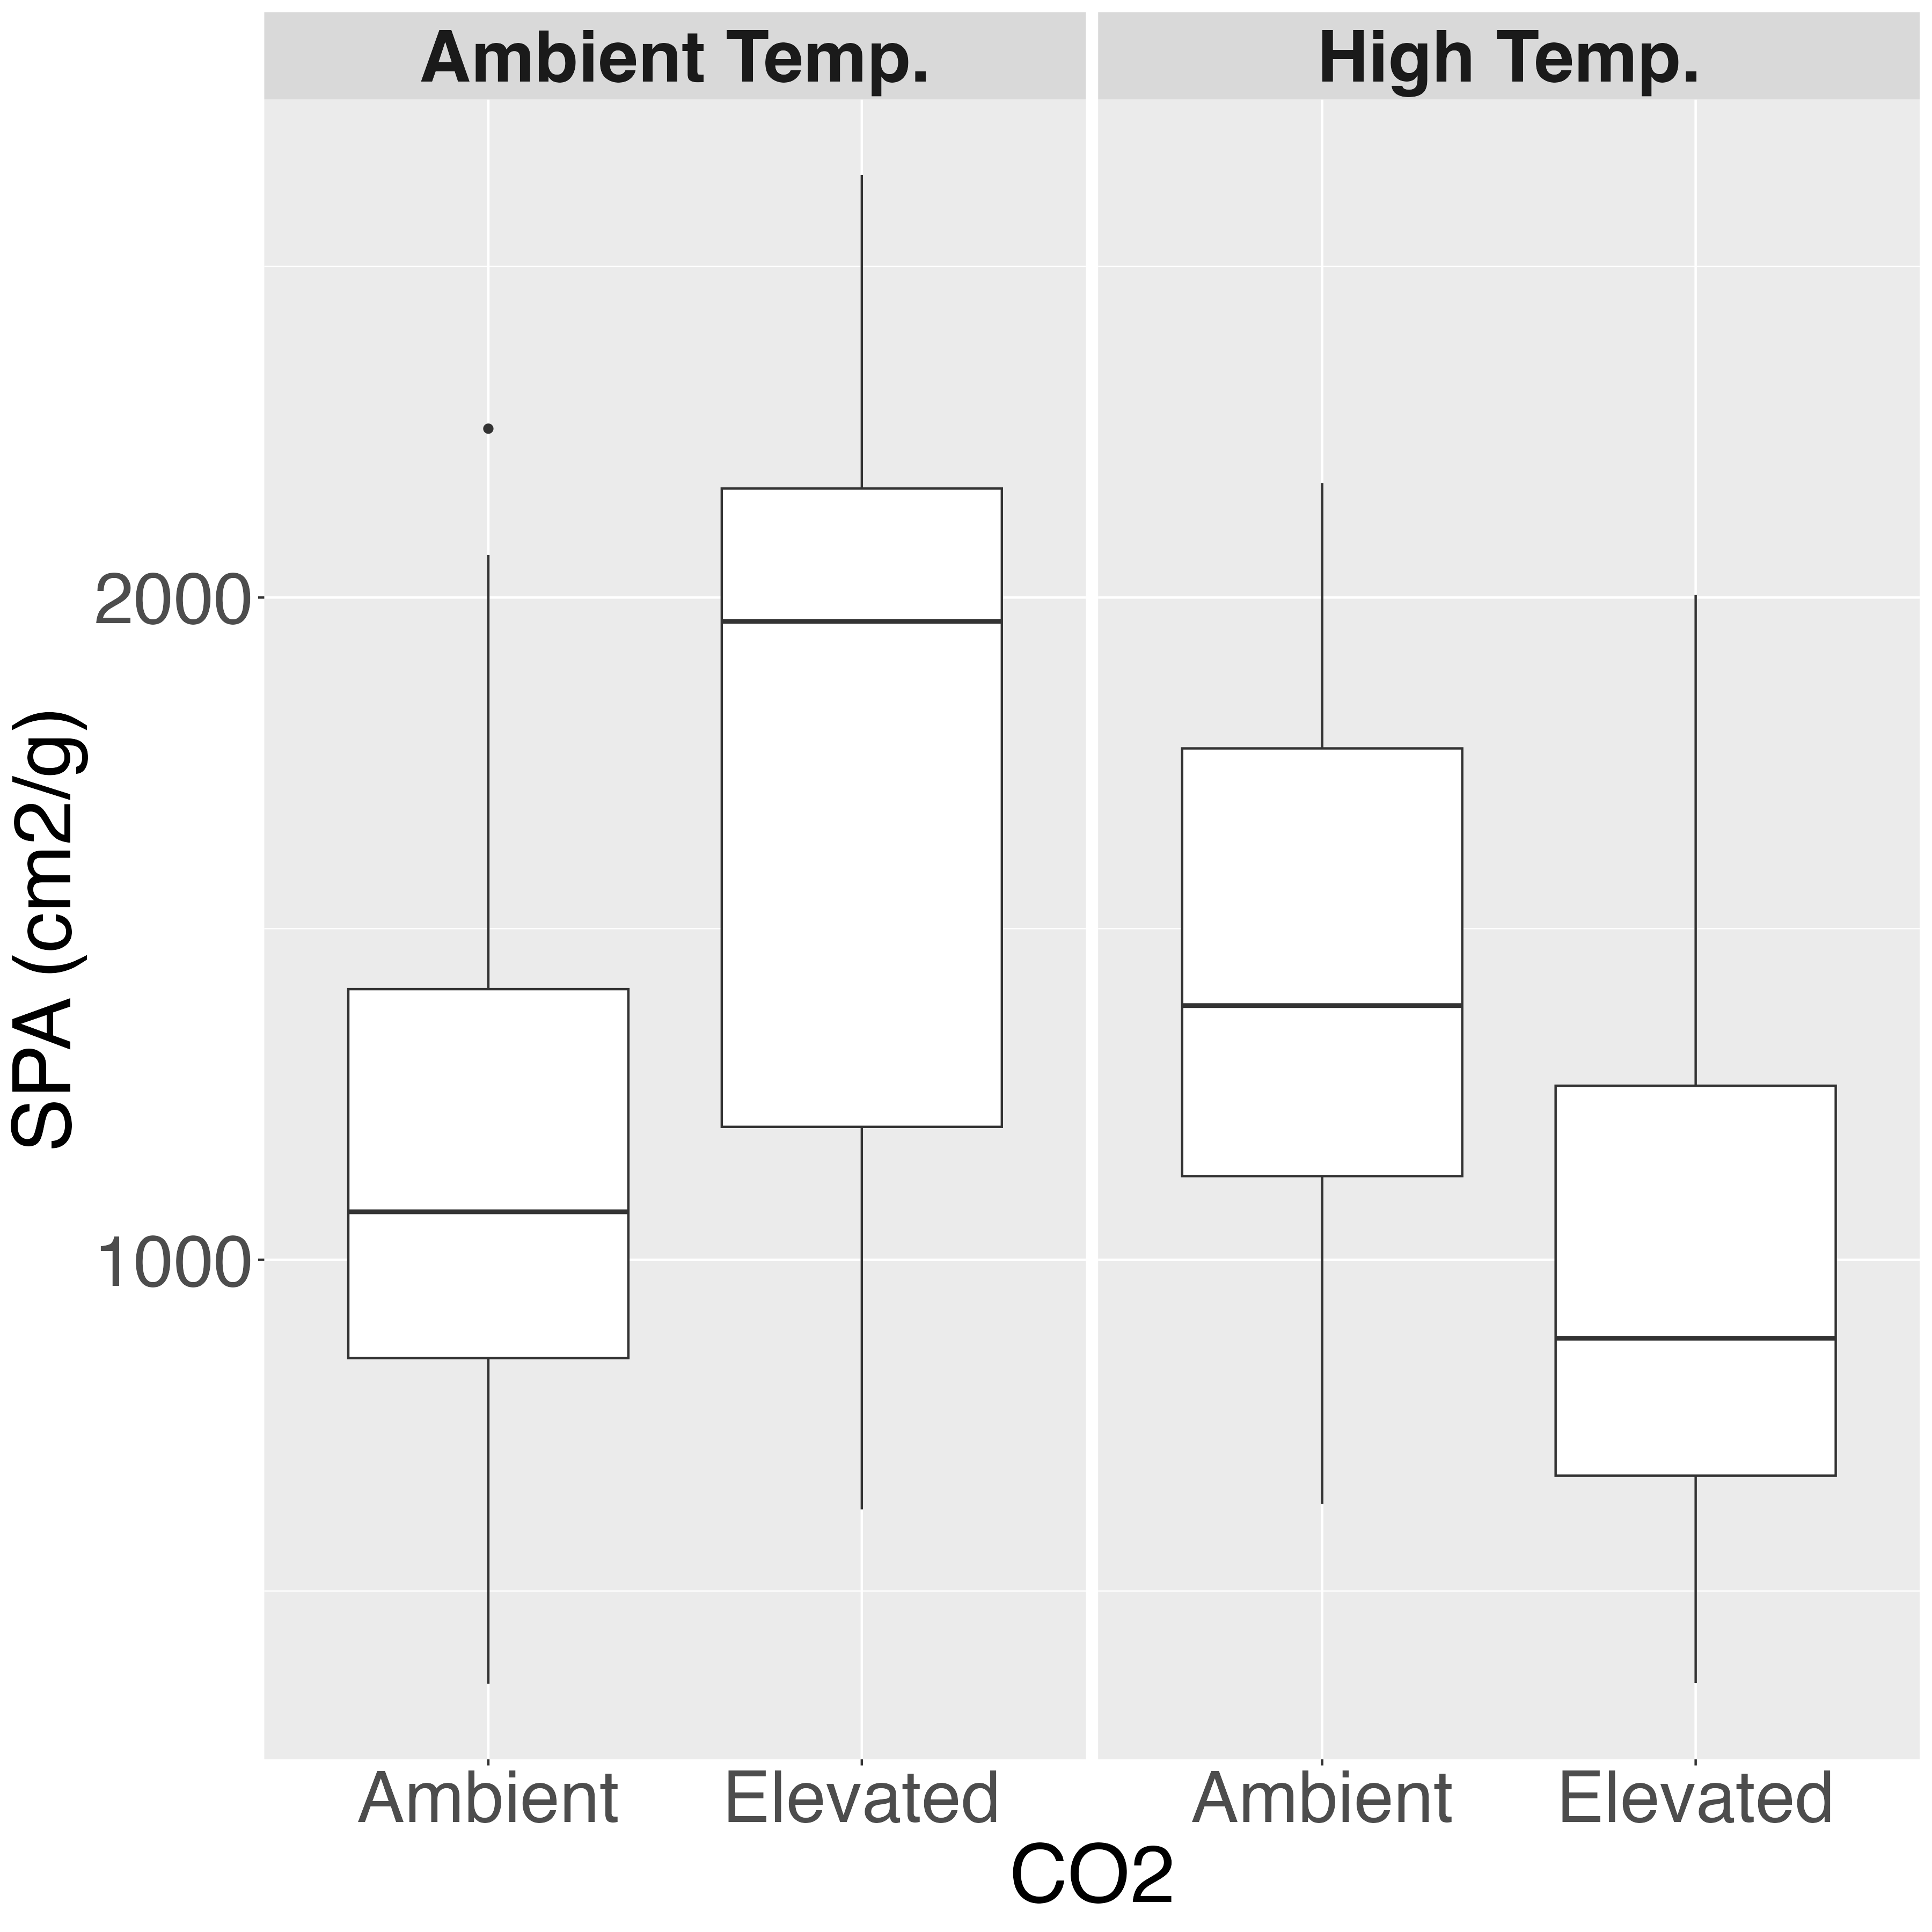 Ambient Temp.
High Temp.
SPA (cm2/g)
2000
1000
Ambient
Elevated
Ambient
Elevated
CO2